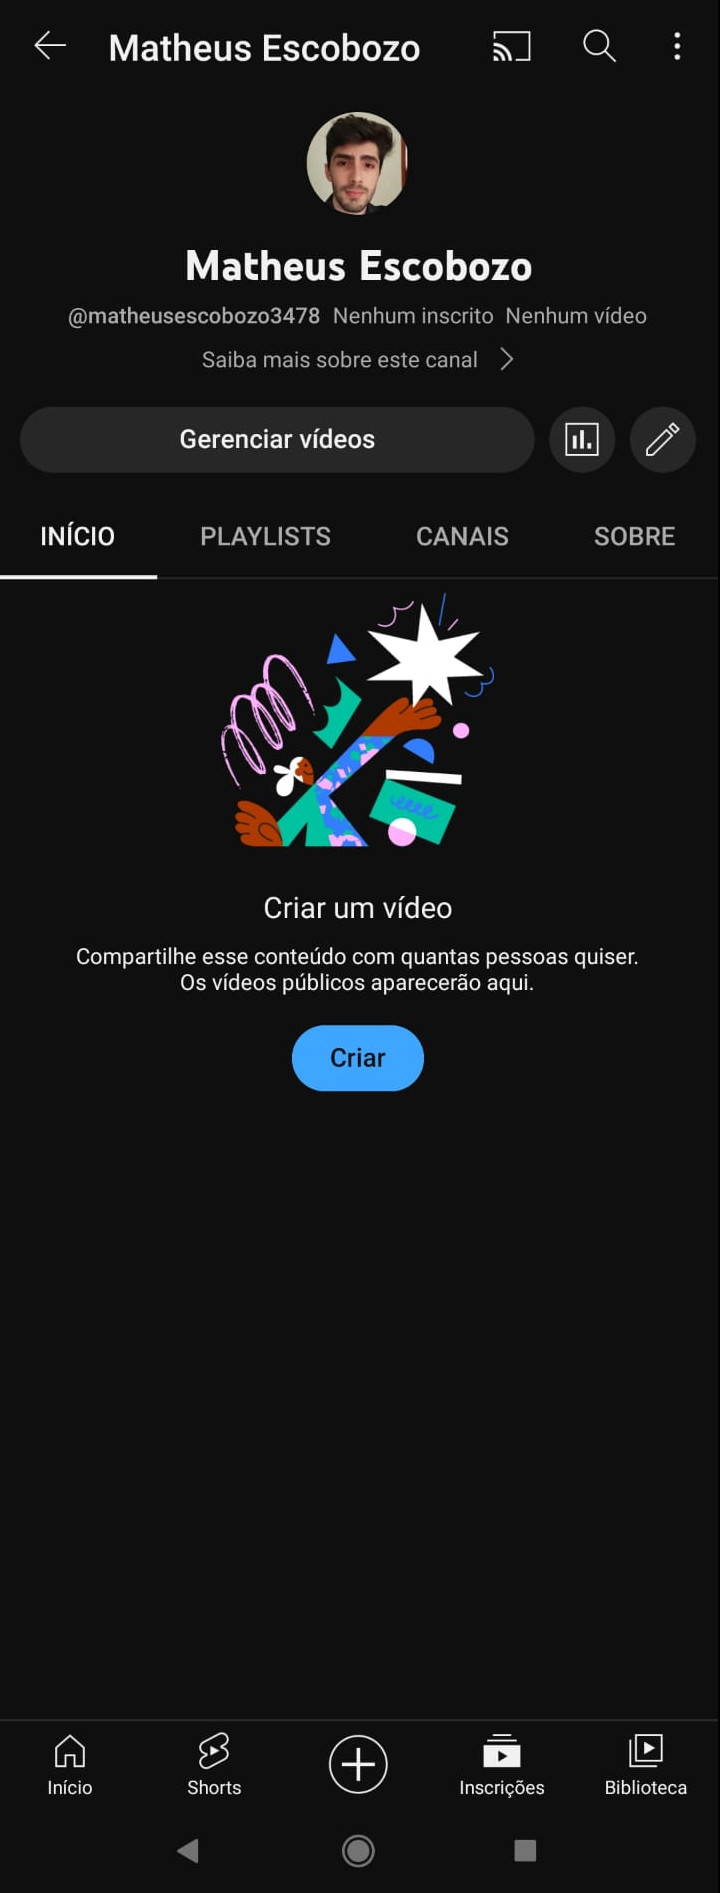 Matheus Escobozo
Matheus Escobozo
@matheusescobozo3478 Nenhum inscrito Nenhum vídeo
Saiba mais sobre este canal
Gerenciar vídeos
INÍCIO PLAYLISTS CANAIS SOBRE
Criar um vídeo
Compartilhe esse conteúdo com quantas pessoas quiser.
Os vídeos públicos aparecerão aqui.
Criar
Início Shorts Inscrições Biblioteca